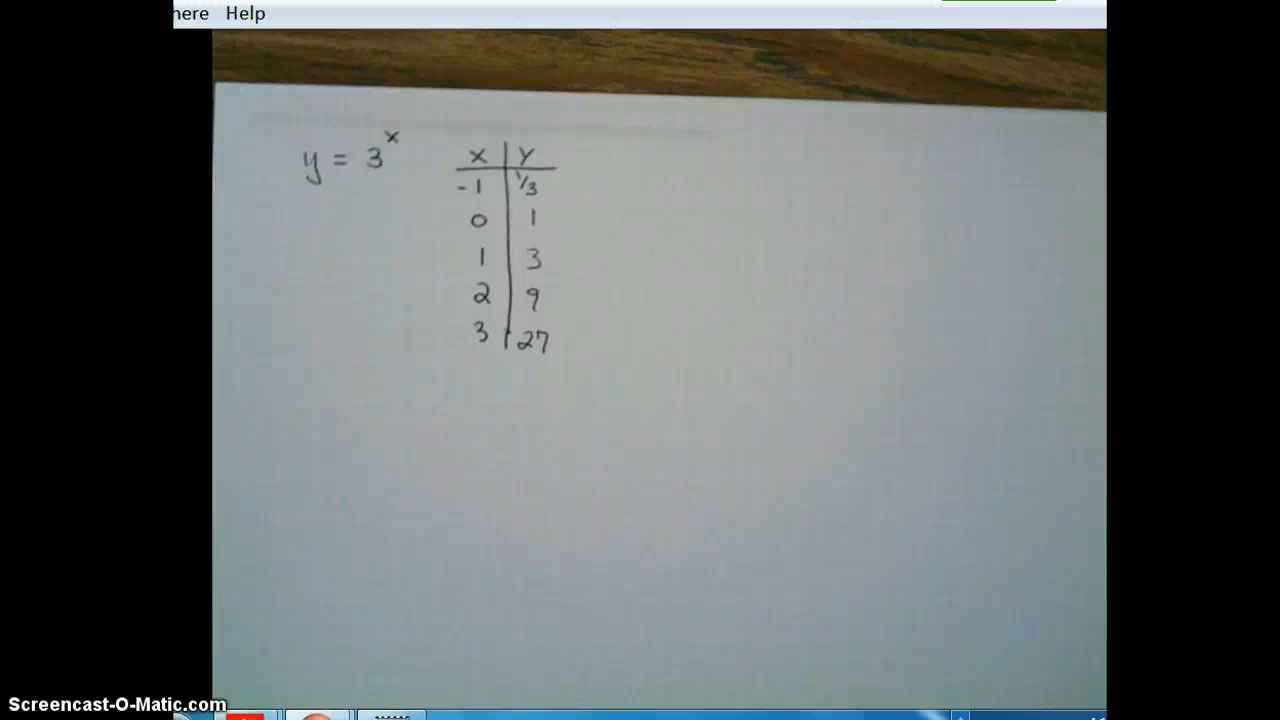 here Help
y = 3^x
x y
-1 1/3
0 1
1 3
2 9
3 27
Screencast-O-Matic.com